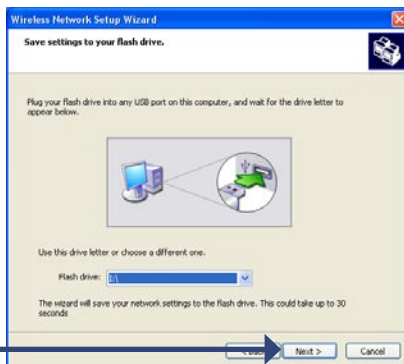 Wireless Network Setup Wizard
Save settings to your flash drive.
Plug your flash drive into any USB port on this computer, and wait for the drive letter to
appear below.
Use this drive letter or choose a different one.
Flash drive:
The wizard will save your network settings to the flash drive. This could take up to 30
seconds
< Back Next > Cancel